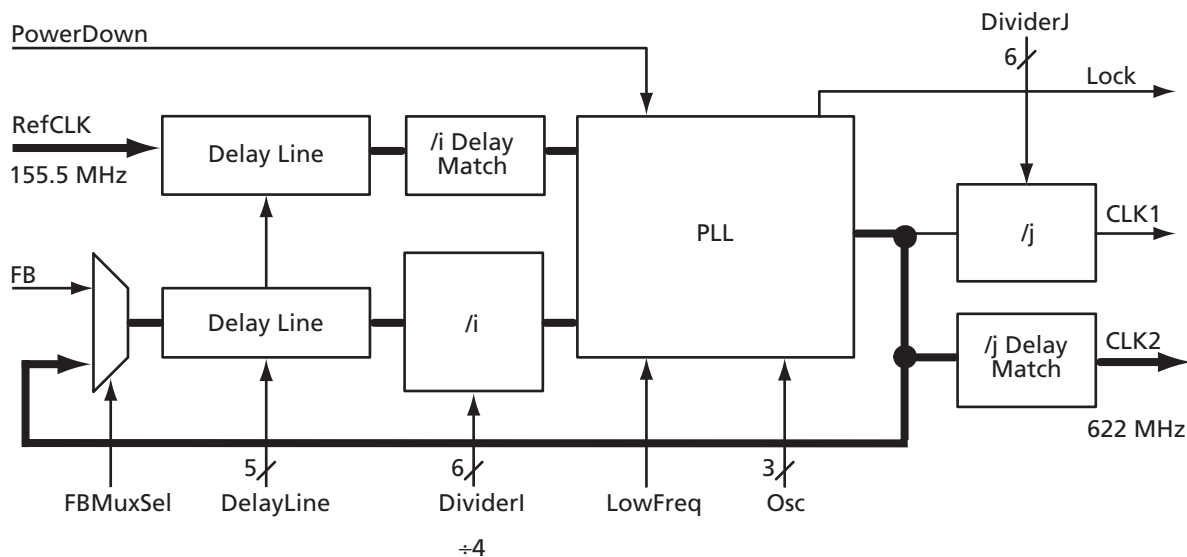 PowerDown
DividerJ
6
Lock
RefCLK
155.5 MHz
Delay Line
/i Delay
Match
PLL
/j
CLK1
FB
Delay Line
/i
/j Delay
Match
CLK2
622 MHz
5
6
3
FBMuxSel
DelayLine
DividerI
LowFreq
Osc
÷4